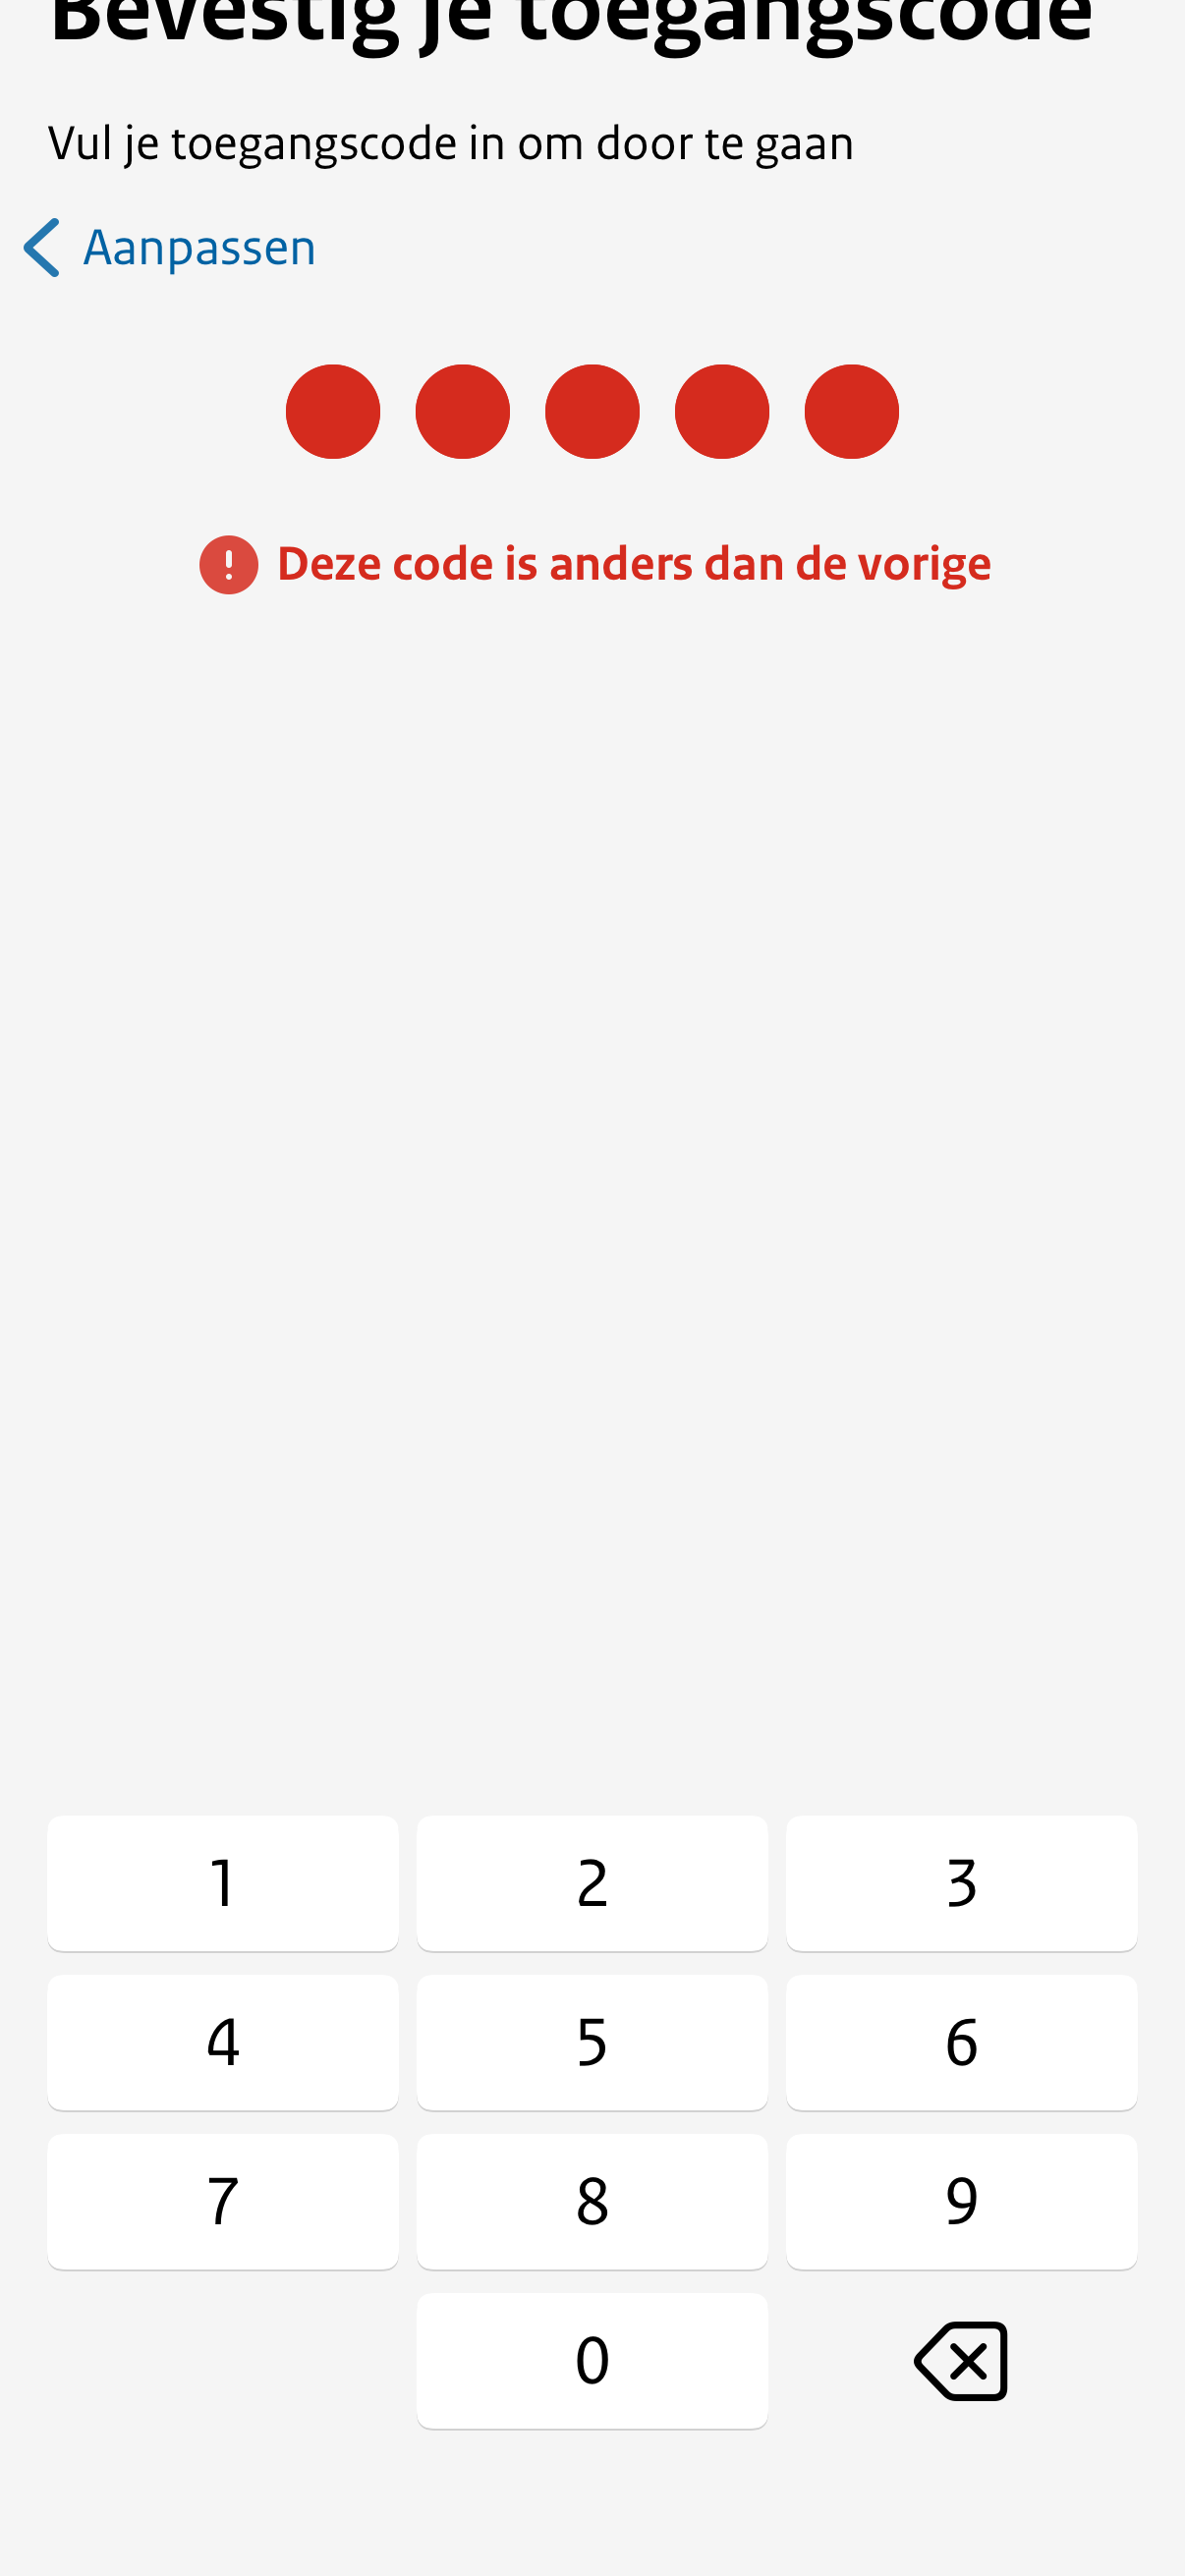 Bevestig je toegangscode
Vul je toegangscode in om door te gaan
Aanpassen
Deze code is anders dan de vorige
1 2 3
4 5 6
7 8 9
0